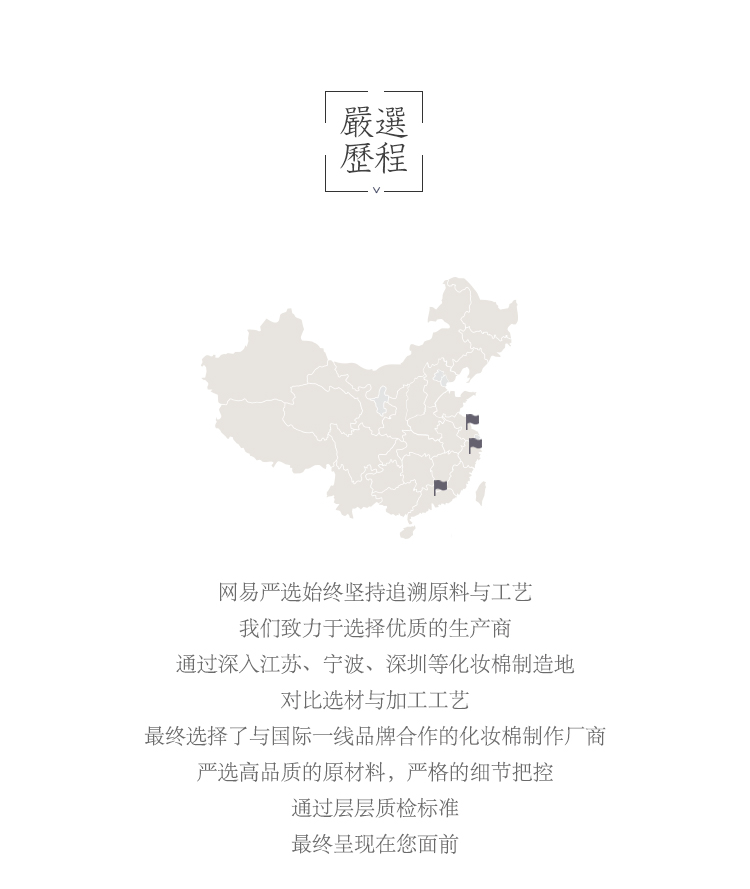 嚴選
歷程
网易严选始终坚持追溯原料与工艺
我们致力于选择优质的生产商
通过深入江苏、宁波、深圳等化妆棉制造地
对比选材与加工工艺
最终选择了与国际一线品牌合作的化妆棉制作厂商
严选高品质的原材料，严格的细节把控
通过层层质检标准
最终呈现在您面前